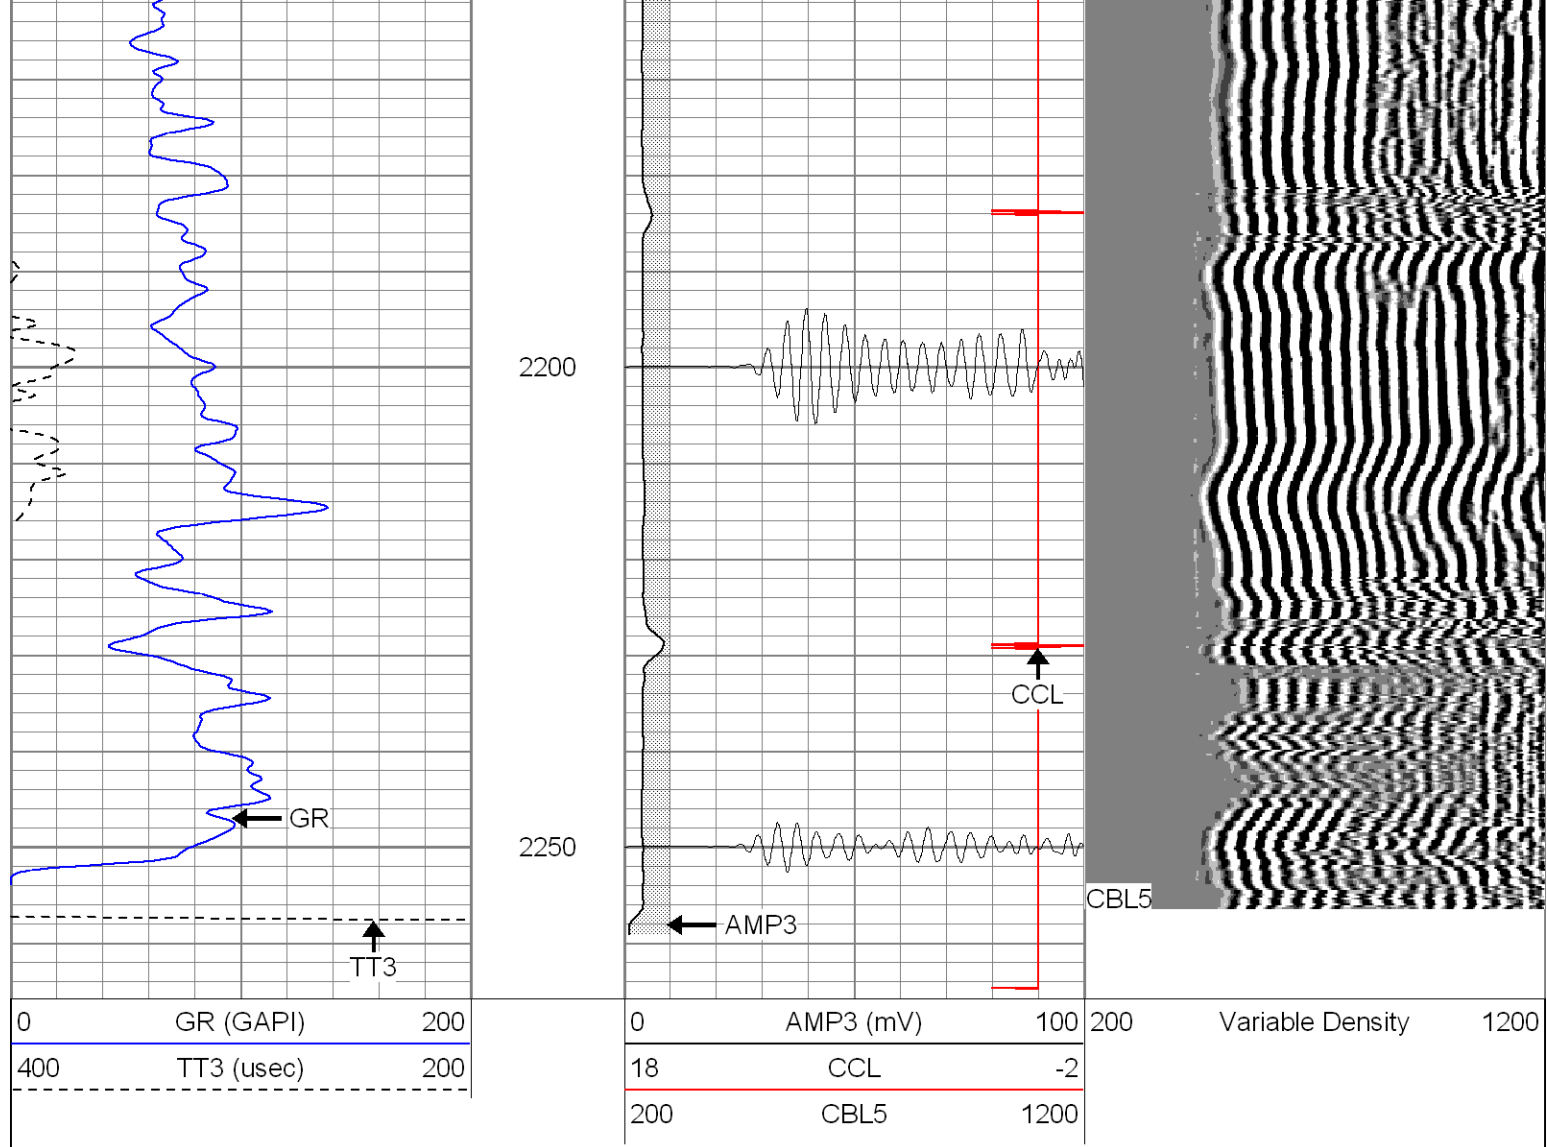 2200
CCL
GR
2250
CBL5
AMP3
TT3
0 GR (GAPI) 200
0 AMP3 (mV) 100
200 Variable Density 1200
400 TT3 (usec) 200
18 CCL -2
200 CBL5 1200